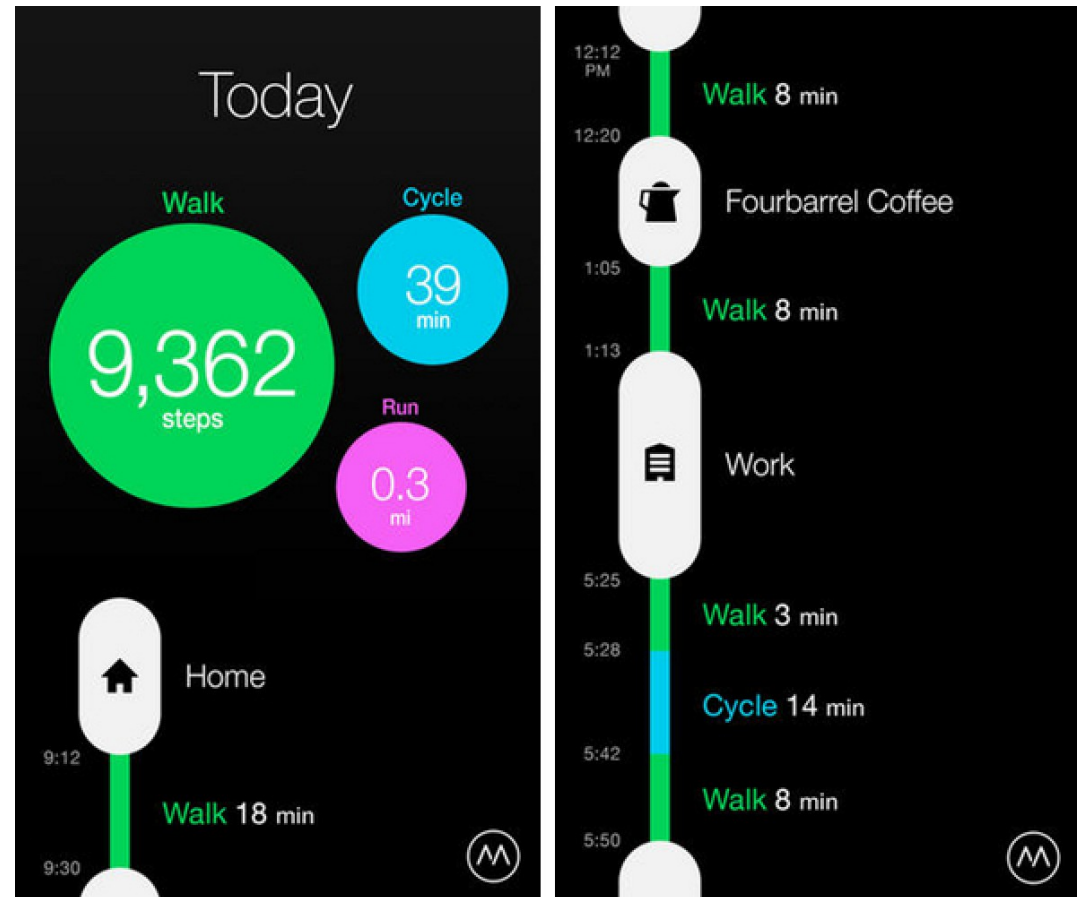 Today
Walk
9,362
steps
Cycle
39
min
Run
0.3
mi
Home
9:12
Walk 18 min
9:30
12:12
PM
Walk 8 min
12:20
Fourbarrel Coffee
1:05
Walk 8 min
1:13
Work
5:25
Walk 3 min
5:28
Cycle 14 min
5:42
Walk 8 min
5:50